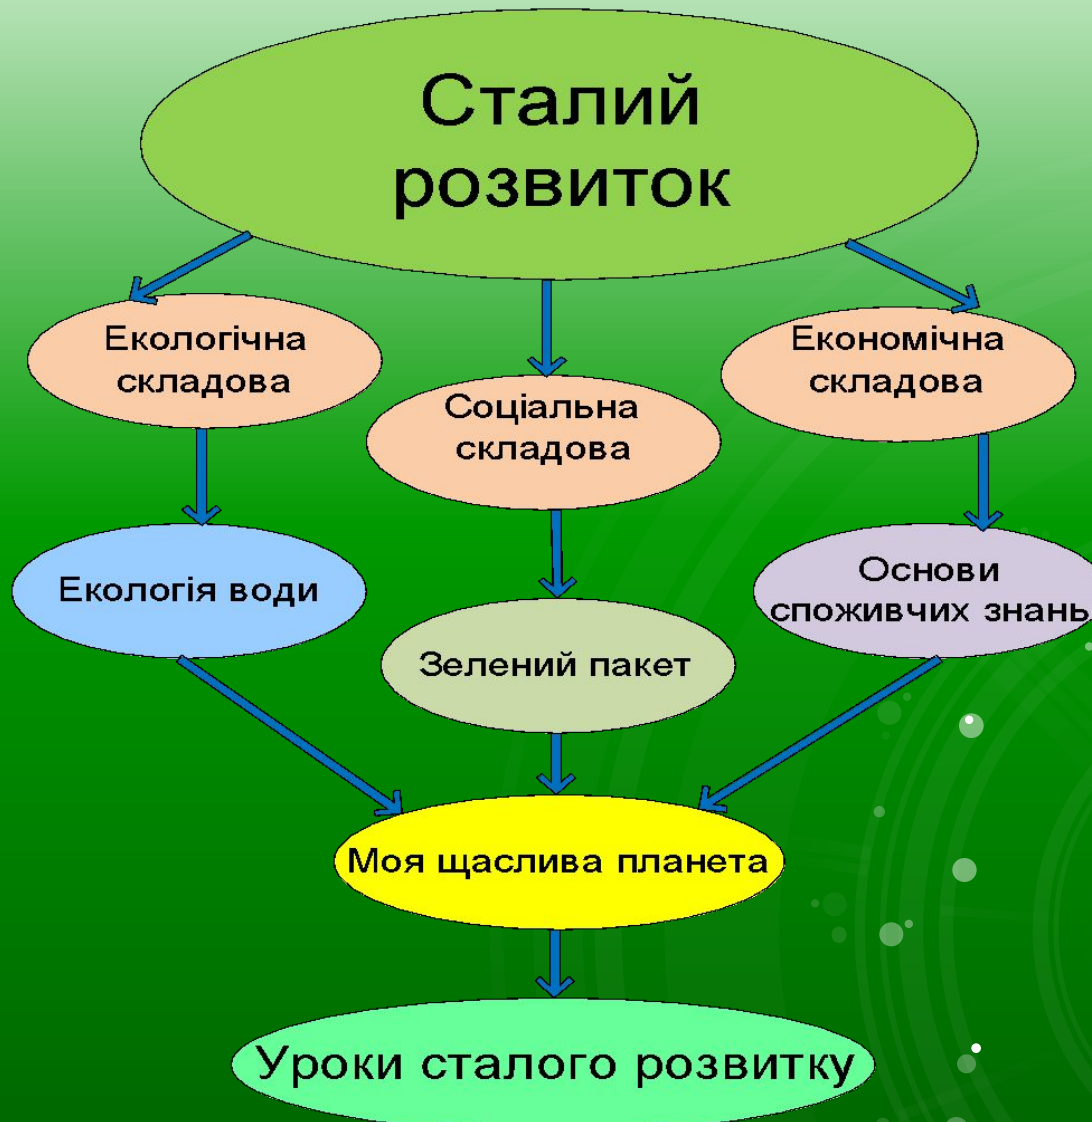 Сталий
розвиток
Екологічна
складова
Соціальна
складова
Економічна
складова
Екологія води
Зелений пакет
Основи
споживчих знань
Моя щаслива планета
Уроки сталого розвитку